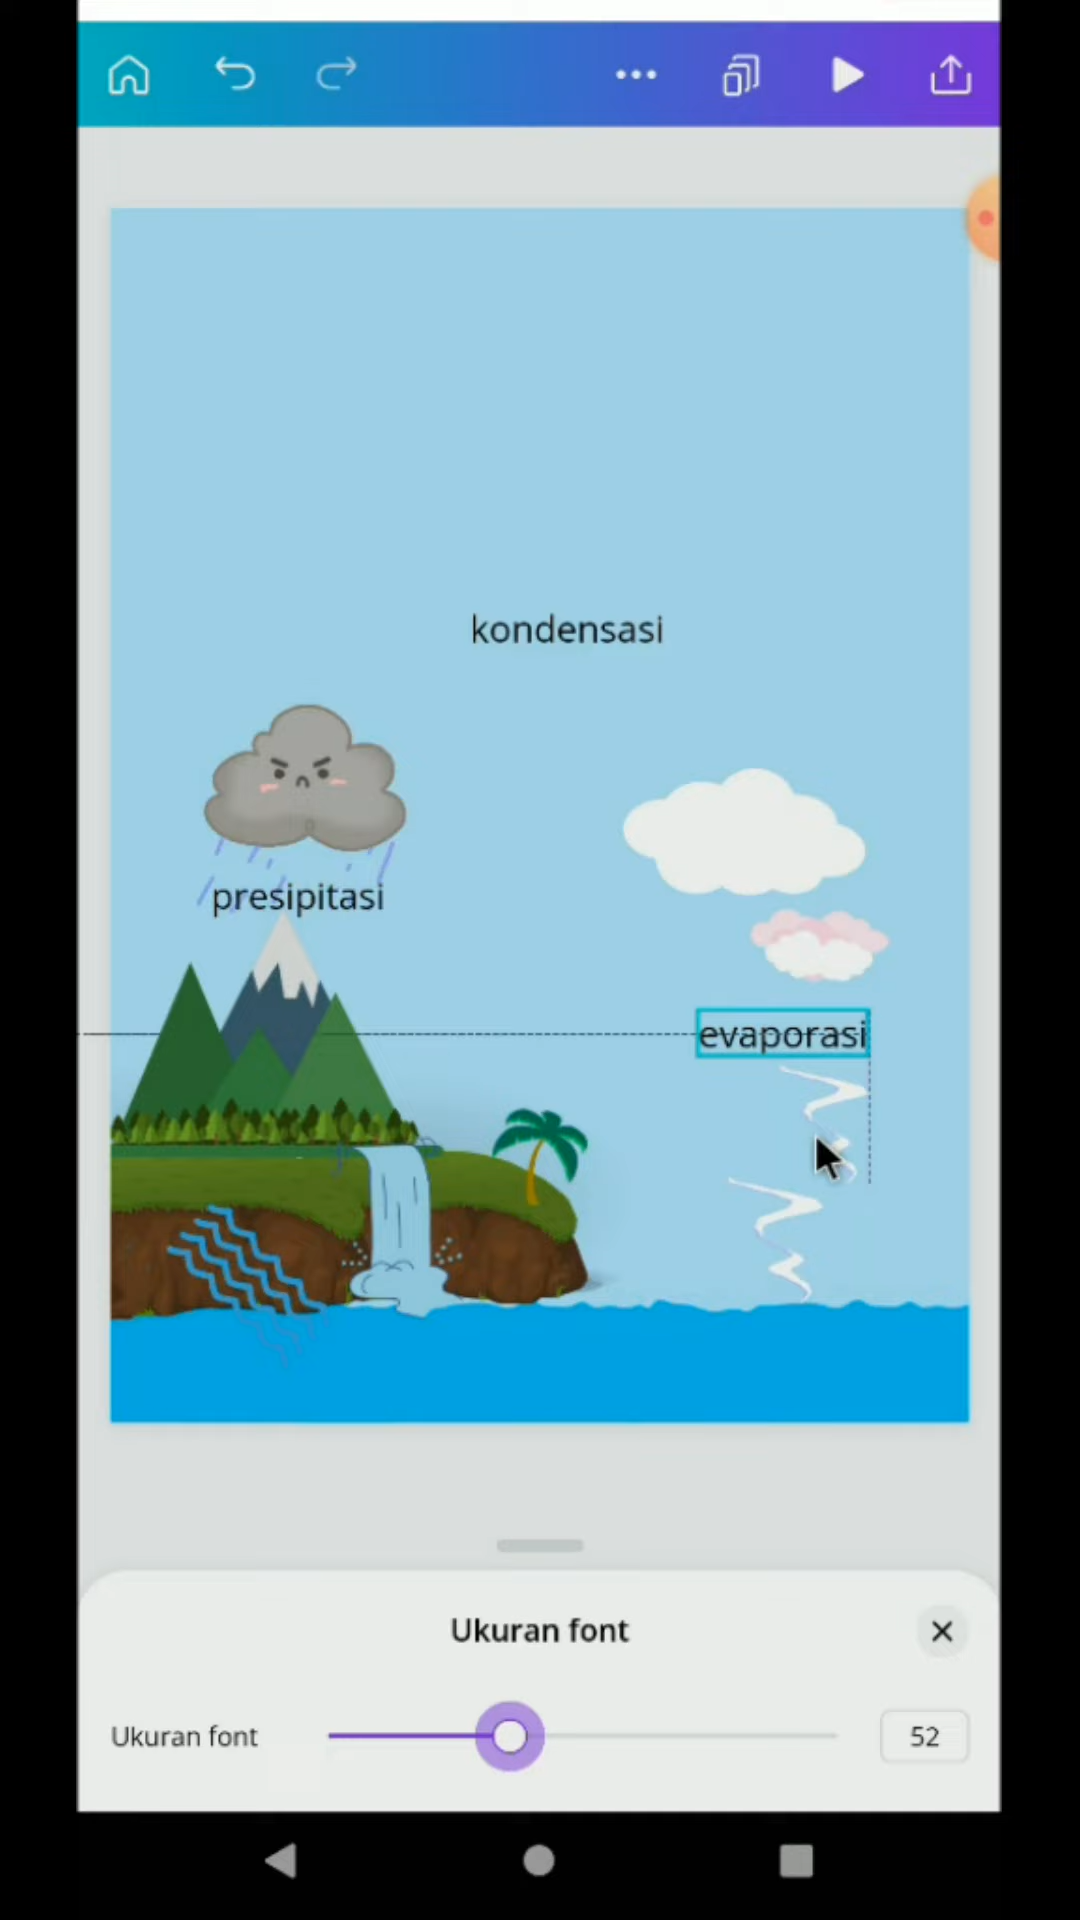 kondensasi
presipitasi
evaporasi
Ukuran font
Ukuran font
52